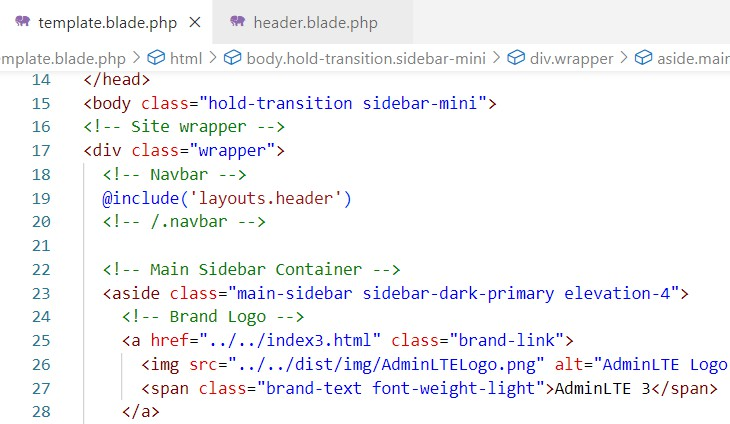 template.blade.php × header.blade.php
mplate.blade.php > html > body.hold-transition.sidebar-mini > div.wrapper > aside.main
14 </head>
15 <body class="hold-transition sidebar-mini">
16 <!-- Site wrapper -->
17 <div class="wrapper">
18 <!-- Navbar -->
19 @include('layouts.header')
20 <!-- /.navbar -->
21
22 <!-- Main Sidebar Container -->
23 <aside class="main-sidebar sidebar-dark-primary elevation-4">
24 <!-- Brand Logo -->
25 <a href="../../index3.html" class="brand-link">
26 <img src="../../dist/img/AdminLTELogo.png" alt="AdminLTE Logo
27 <span class="brand-text font-weight-light">AdminLTE 3</span>
28 </a>